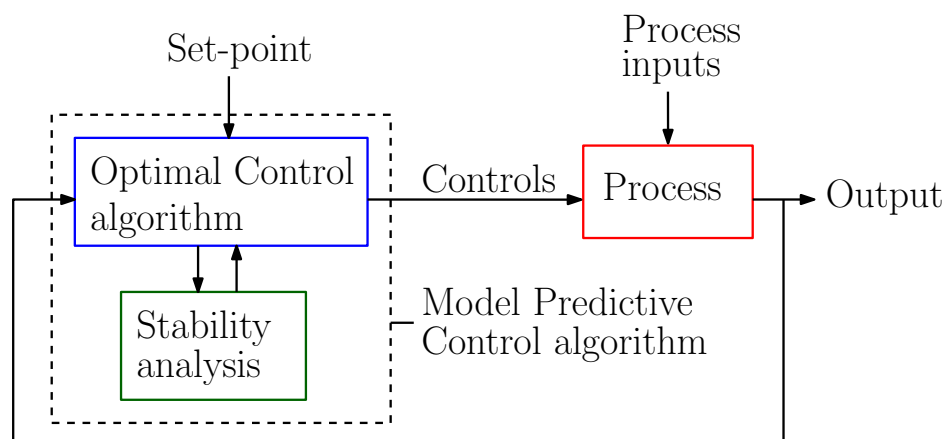 Set-point
Process
inputs
Optimal Control
algorithm
Controls
Process
Output
Stability
analysis
Model Predictive
Control algorithm